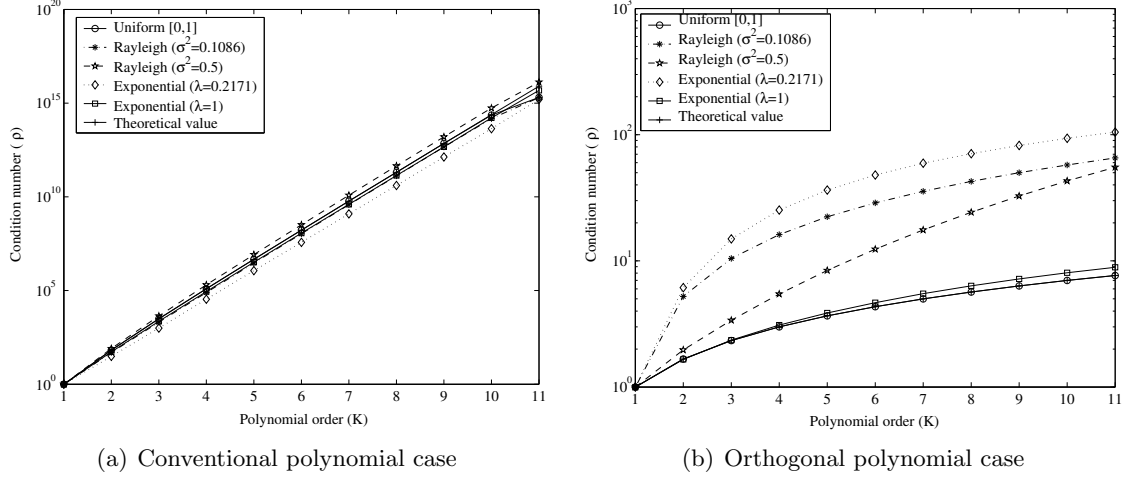 10^20
10^15
10^10
10^5
10^0
Condition number ( ρ)
Uniform [0,1]
Rayleigh (σ^2=0.1086)
Rayleigh (σ^2=0.5)
Exponential (λ=0.2171)
Exponential (λ=1)
Theoretical value
1 2 3 4 5 6 7 8 9 10 11
Polynomial order (K)
(a) Conventional polynomial case
10^3
10^2
10^1
10^0
Condition number ( ρ)
Uniform [0,1]
Rayleigh (σ^2=0.1086)
Rayleigh (σ^2=0.5)
Exponential (λ=0.2171)
Exponential (λ=1)
Theoretical value
1 2 3 4 5 6 7 8 9 10 11
Polynomial order (K)
(b) Orthogonal polynomial case